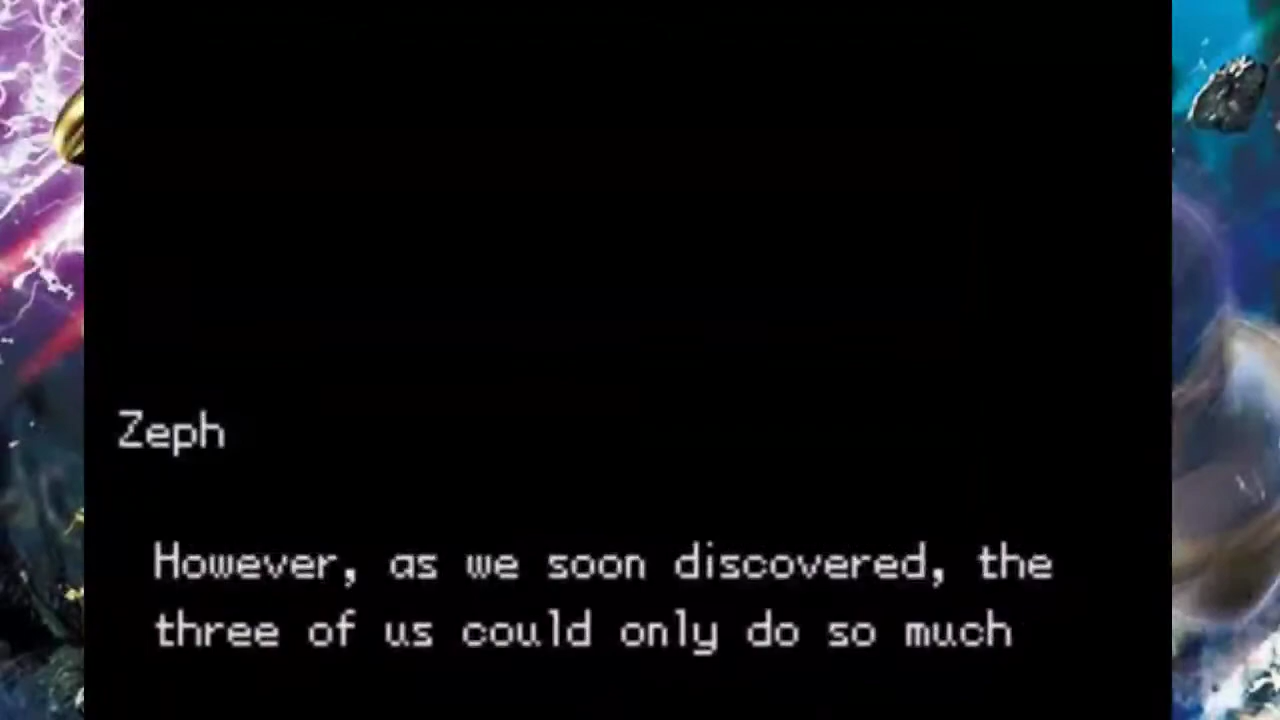 Zeph
However, as we soon discovered, the
three of us could only do so much